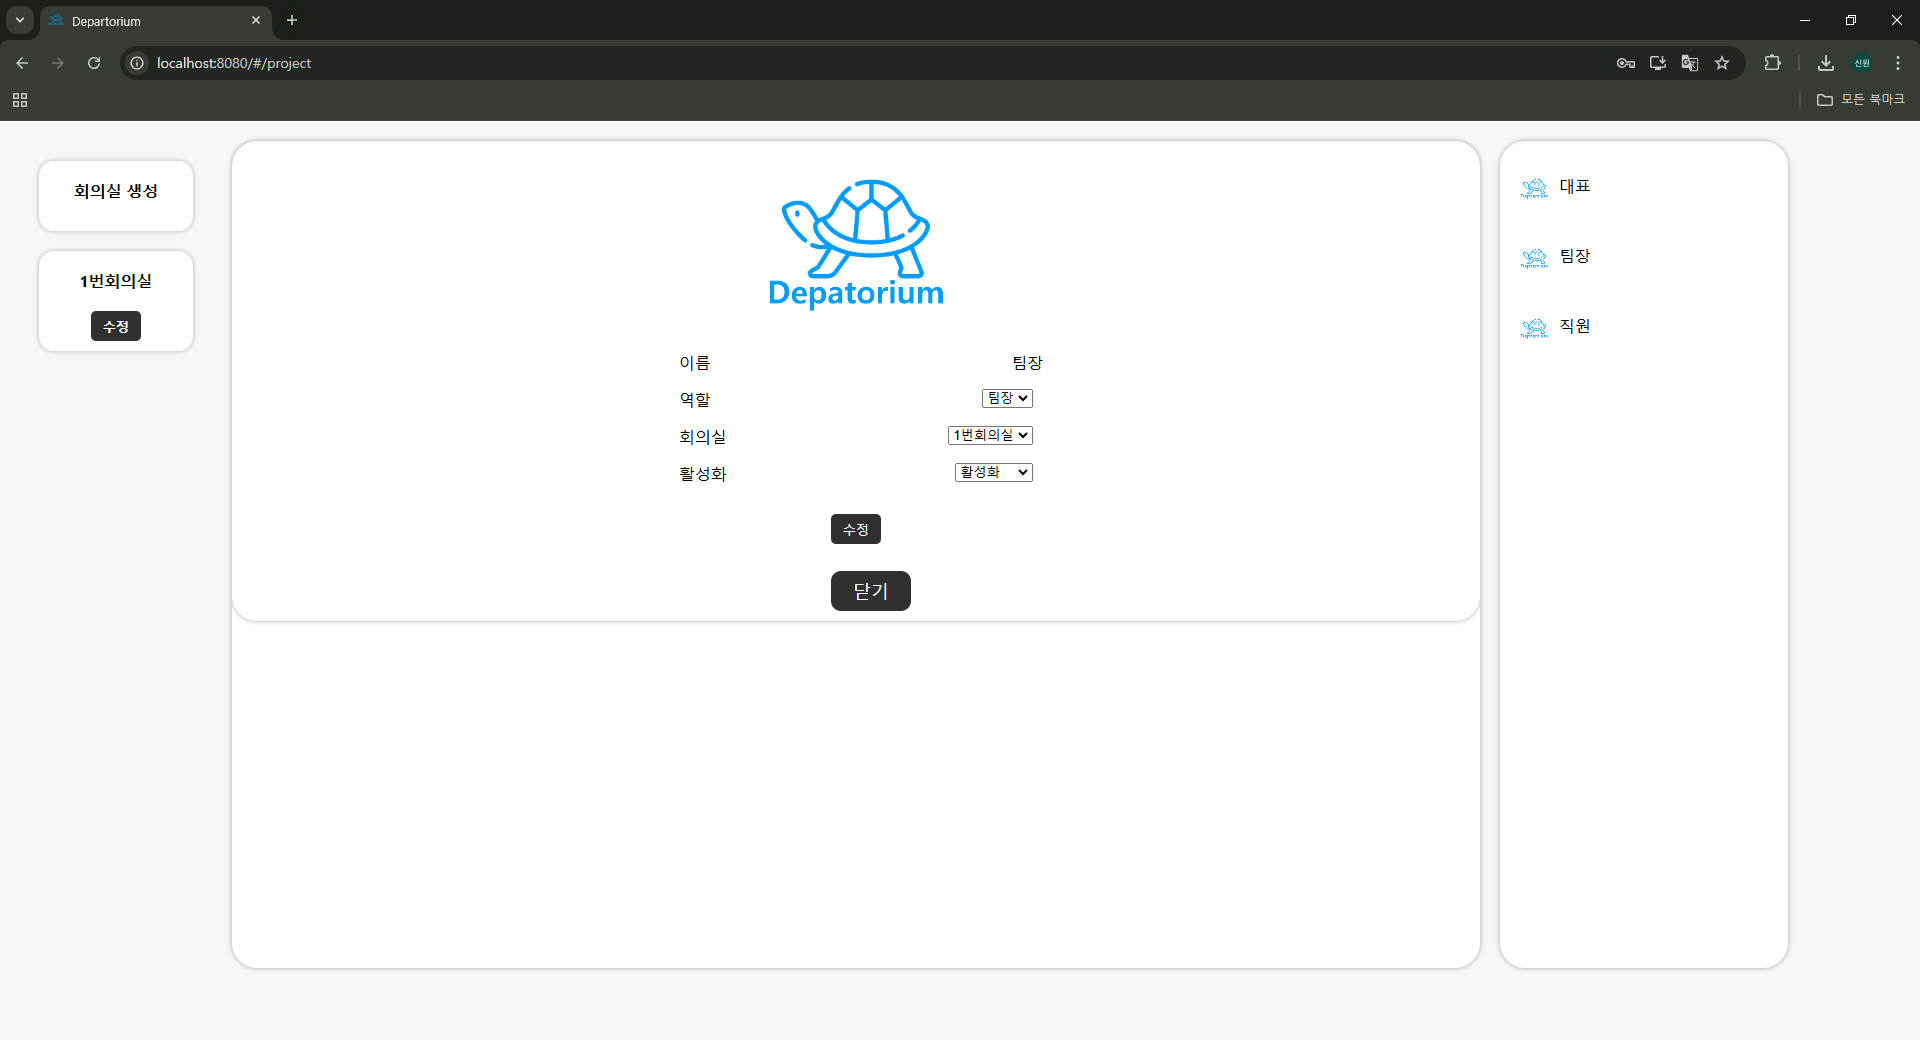 Departorium
localhost:8080/#/project
신원
모든 북마크
회의실 생성
1번회의실
수정
Depatorium
이름 팀장
역할 팀장
회의실 1번회의실
활성화 활성화
수정
닫기
대표
팀장
직원